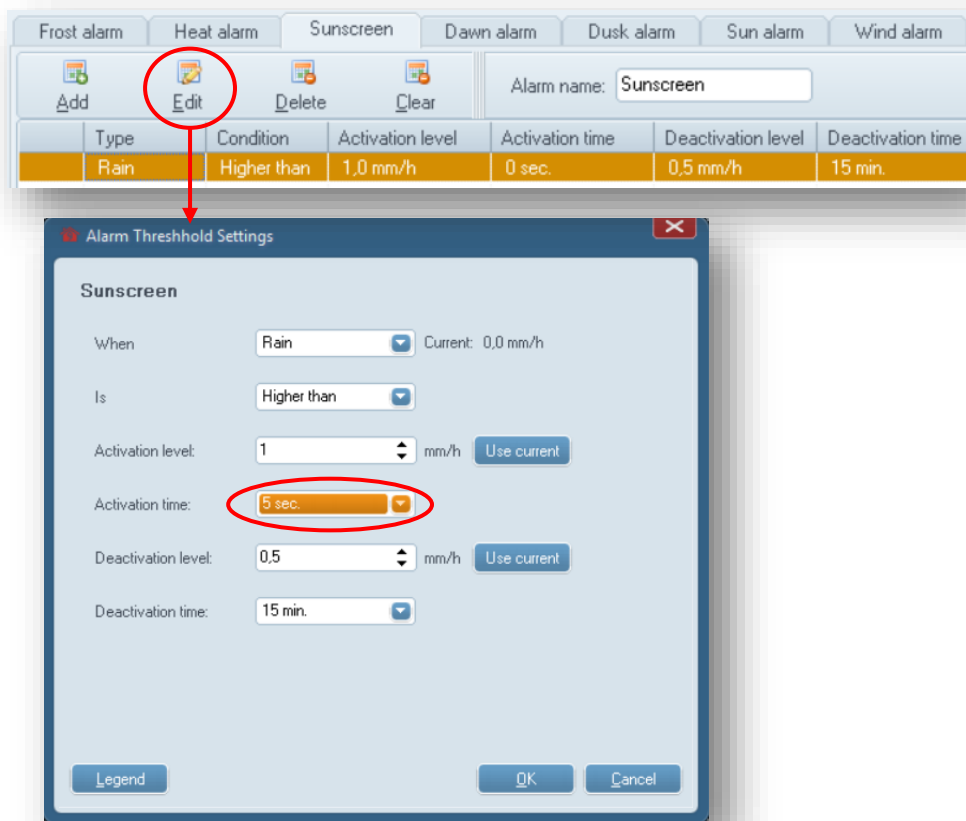 Frost alarm Heat alarm Sunscreen Dawn alarm Dusk alarm Sun alarm Wind alarm
Add Edit Delete Clear Alarm name: Sunscreen
Type Condition Activation level Activation time Deactivation level Deactivation time
Rain Higher than 1,0 mm/h 0 sec. 0,5 mm/h 15 min.
Alarm Threshhold Settings
Sunscreen
When Rain Current: 0,0 mm/h
Is Higher than
Activation level: 1 mm/h Use current
Activation time: 5 sec.
Deactivation level: 0,5 mm/h Use current
Deactivation time: 15 min.
Legend OK Cancel